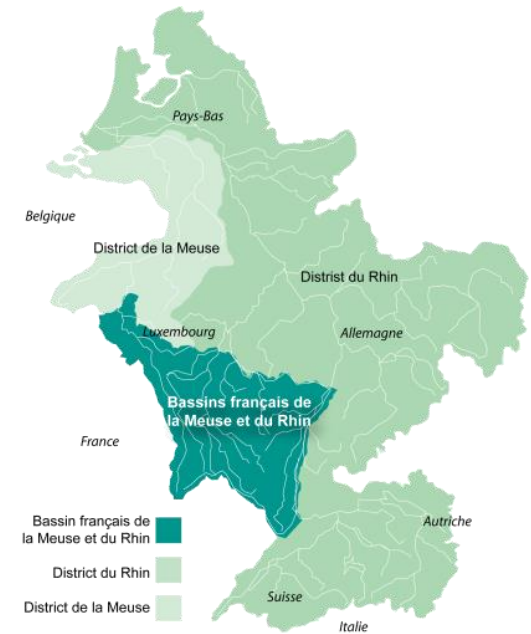 Pays-Bas
Belgique
District de la Meuse
Distrist du Rhin
Luxembourg
Allemagne
Bassins français de
la Meuse et du Rhin
France
Bassin français de
la Meuse et du Rhin
District du Rhin
District de la Meuse
Autriche
Suisse
Italie